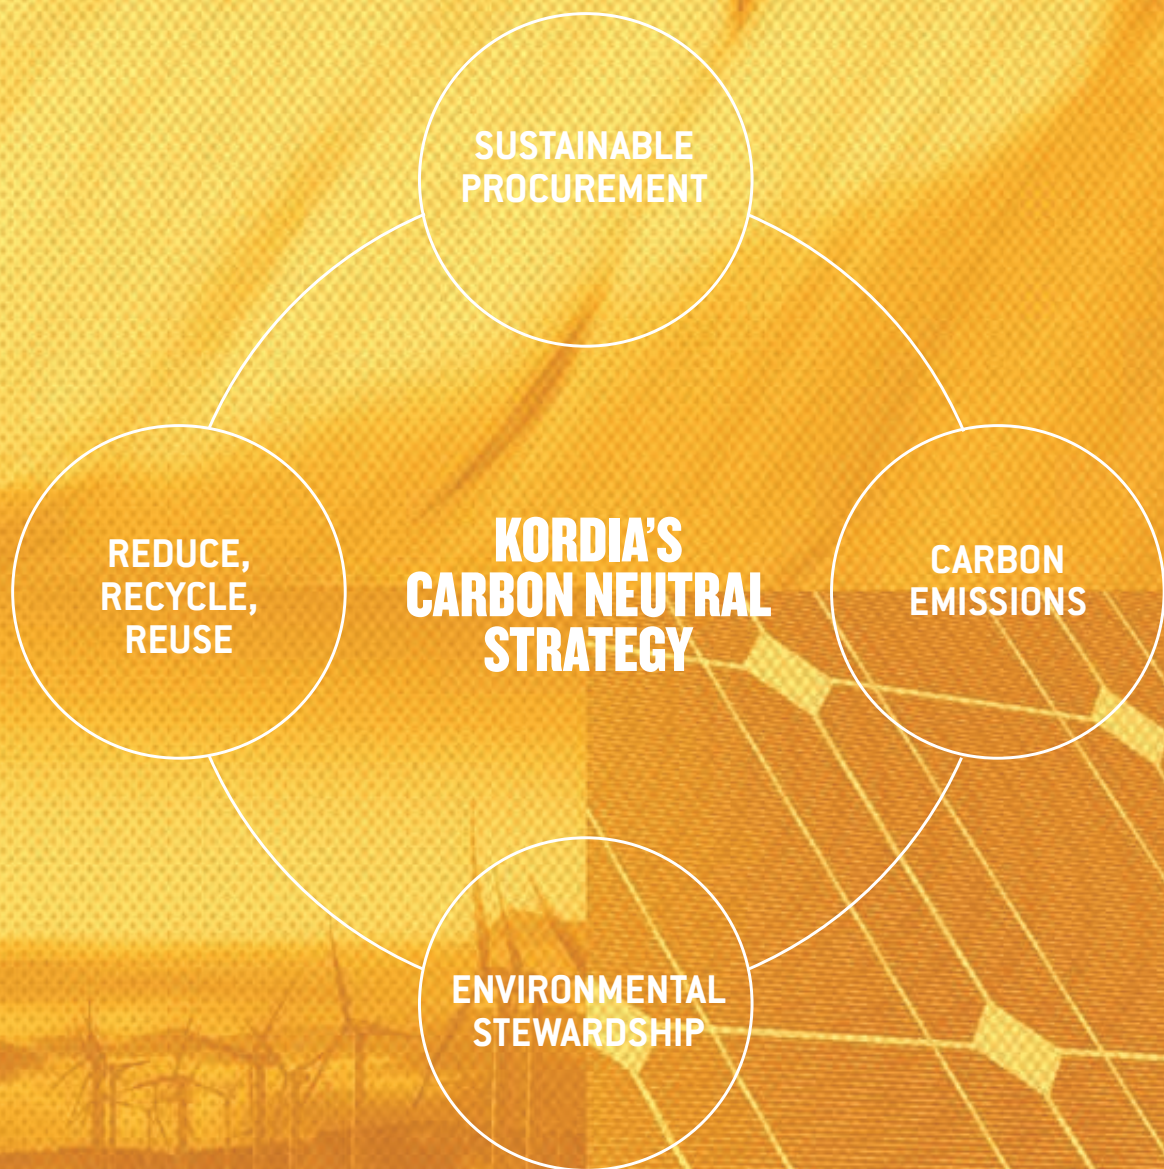 SUSTAINABLE
PROCUREMENT
REDUCE,
RECYCLE,
REUSE
KORDIA'S
CARBON NEUTRAL
STRATEGY
CARBON
EMISSIONS
ENVIRONMENTAL
STEWARDSHIP